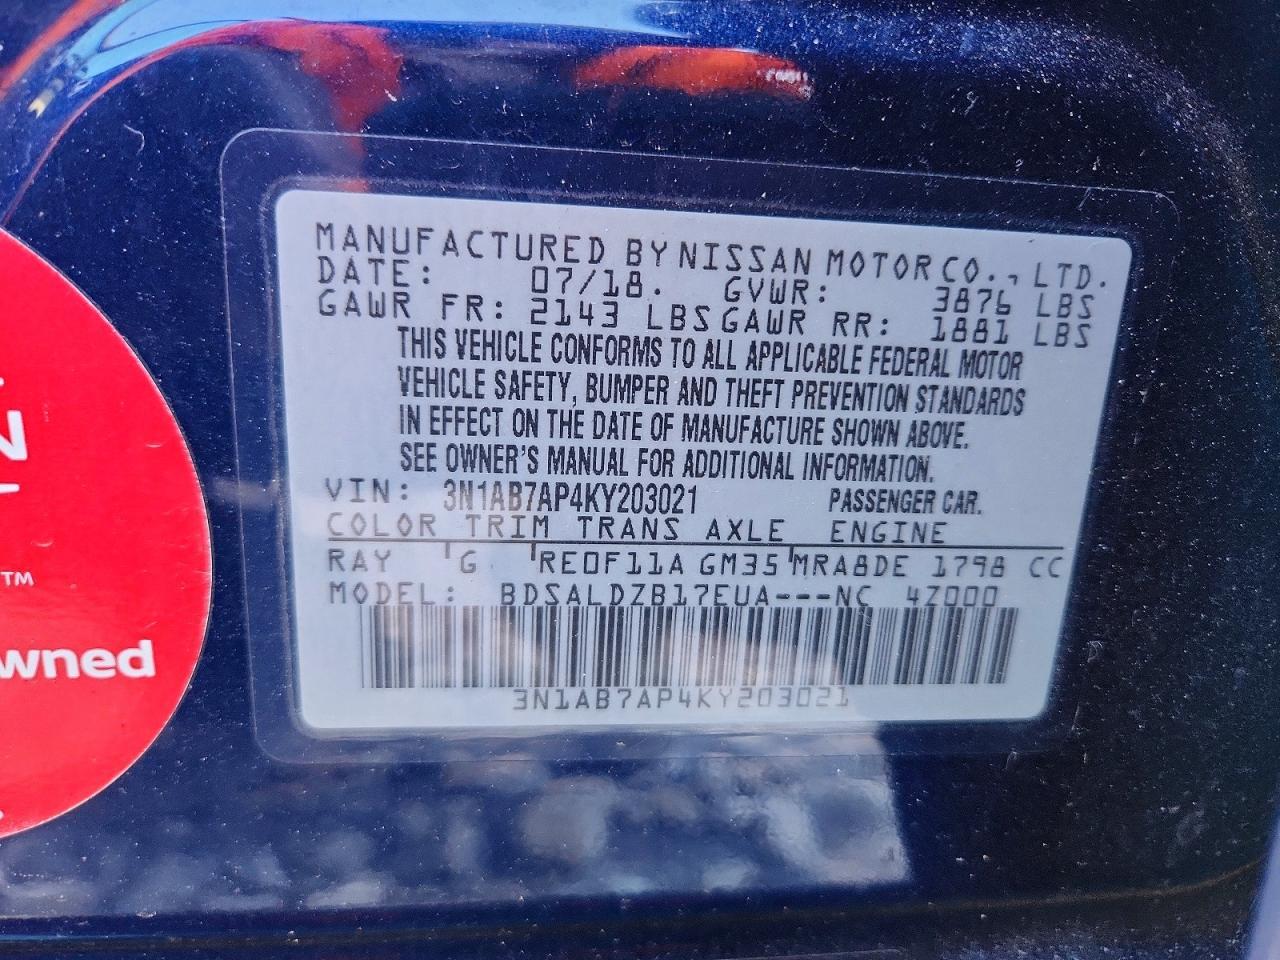 MANUFACTURED BY NISSAN MOTOR CO., LTD.
DATE: 07/18. GVWR: 3876 LBS
GAWR FR: 2143 LBS GAWR RR: 1881 LBS
THIS VEHICLE CONFORMS TO ALL APPLICABLE FEDERAL MOTOR
VEHICLE SAFETY, BUMPER AND THEFT PREVENTION STANDARDS
IN EFFECT ON THE DATE OF MANUFACTURE SHOWN ABOVE.
SEE OWNER'S MANUAL FOR ADDITIONAL INFORMATION.
VIN: 3N1AB7AP4KY203021 PASSENGER CAR.
COLOR TRIM TRANS AXLE ENGINE
RAY G RE0F11A GM35 MRA8DE 1798 CC
MODEL: BDSALDZB17EUA---NC 4Z000
3N1AB7AP4KY203021
N
TM
wned